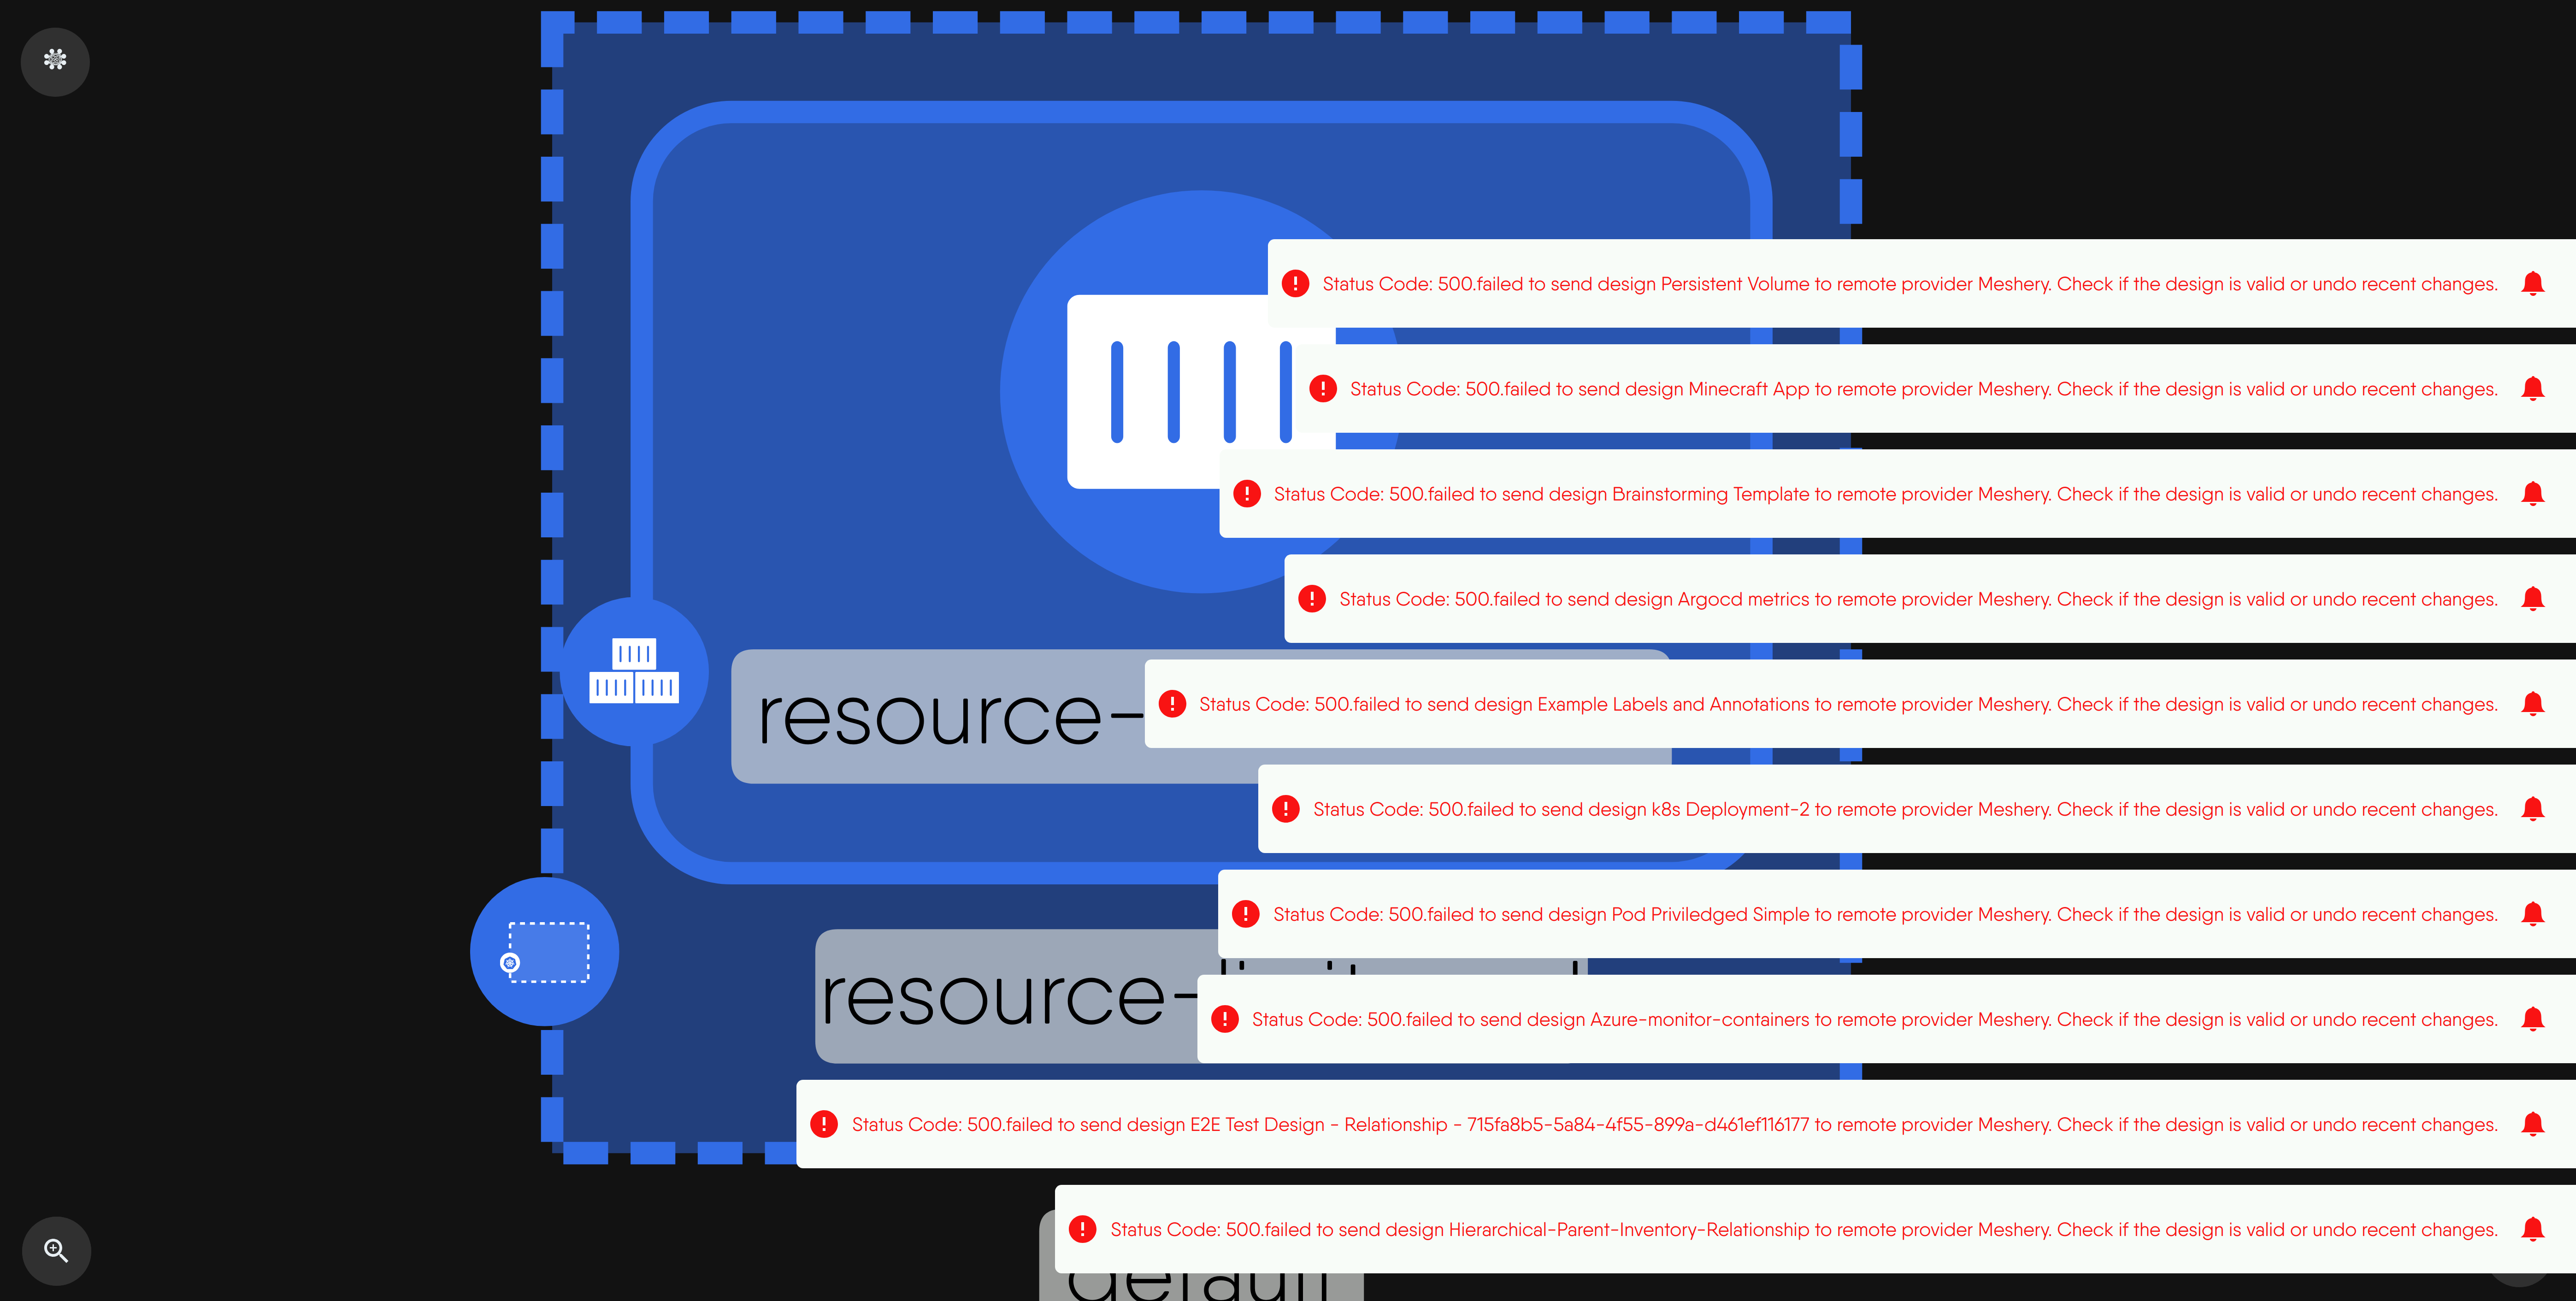 Status Code: 500.failed to send design Persistent Volume to remote provider Meshery. Check if the design is valid or undo recent changes.
Status Code: 500.failed to send design Minecraft App to remote provider Meshery. Check if the design is valid or undo recent changes.
Status Code: 500.failed to send design Brainstorming Template to remote provider Meshery. Check if the design is valid or undo recent changes.
Status Code: 500.failed to send design Argocd metrics to remote provider Meshery. Check if the design is valid or undo recent changes.
resource-
Status Code: 500.failed to send design Example Labels and Annotations to remote provider Meshery. Check if the design is valid or undo recent changes.
Status Code: 500.failed to send design k8s Deployment-2 to remote provider Meshery. Check if the design is valid or undo recent changes.
Status Code: 500.failed to send design Pod Priviledged Simple to remote provider Meshery. Check if the design is valid or undo recent changes.
resource-
Status Code: 500.failed to send design Azure-monitor-containers to remote provider Meshery. Check if the design is valid or undo recent changes.
Status Code: 500.failed to send design E2E Test Design - Relationship - 715fa8b5-5a84-4f55-899a-d461ef116177 to remote provider Meshery. Check if the design is valid or undo recent changes.
Status Code: 500.failed to send design Hierarchical-Parent-Inventory-Relationship to remote provider Meshery. Check if the design is valid or undo recent changes.
default